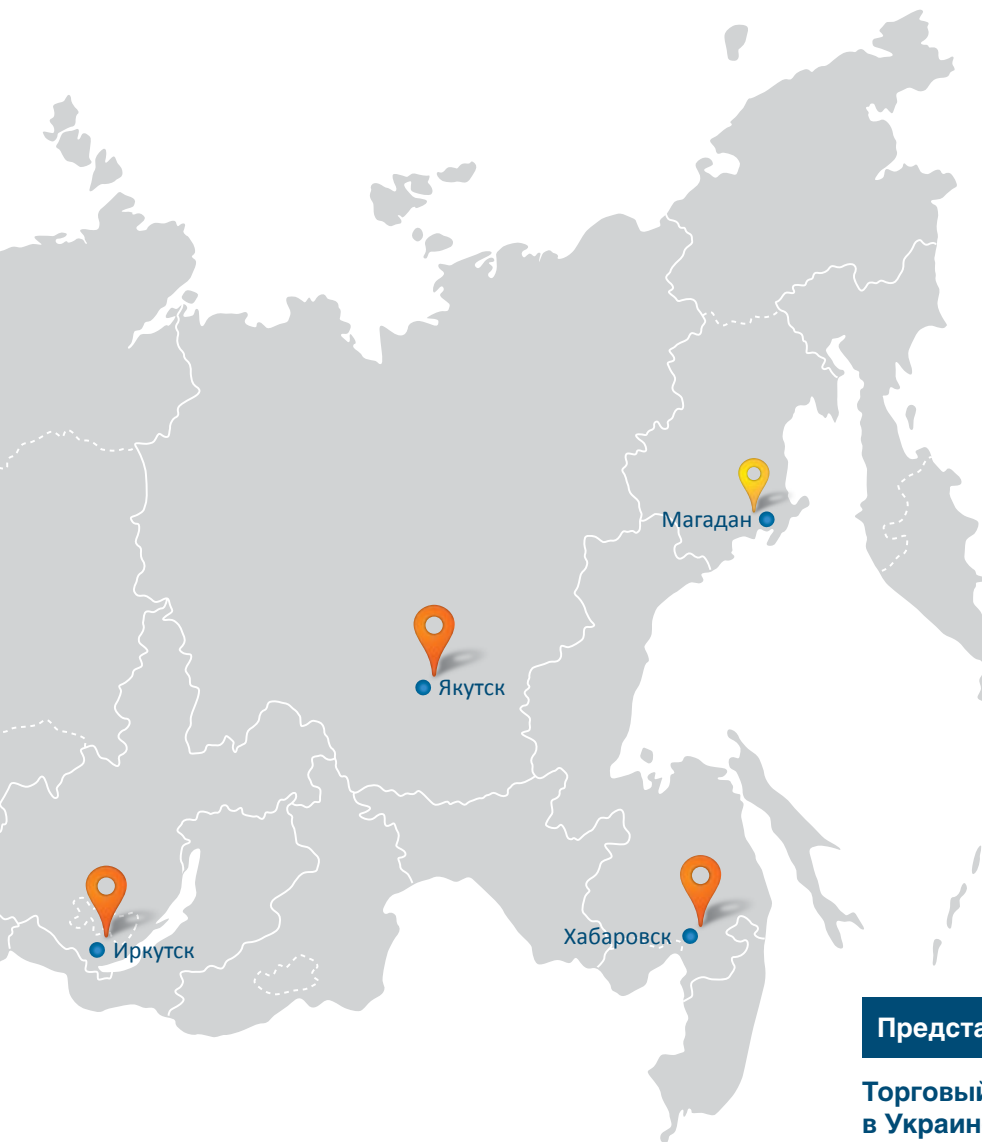 Магадан
Якутск
Иркутск
Хабаровск
Предста
Торговый
в Украин